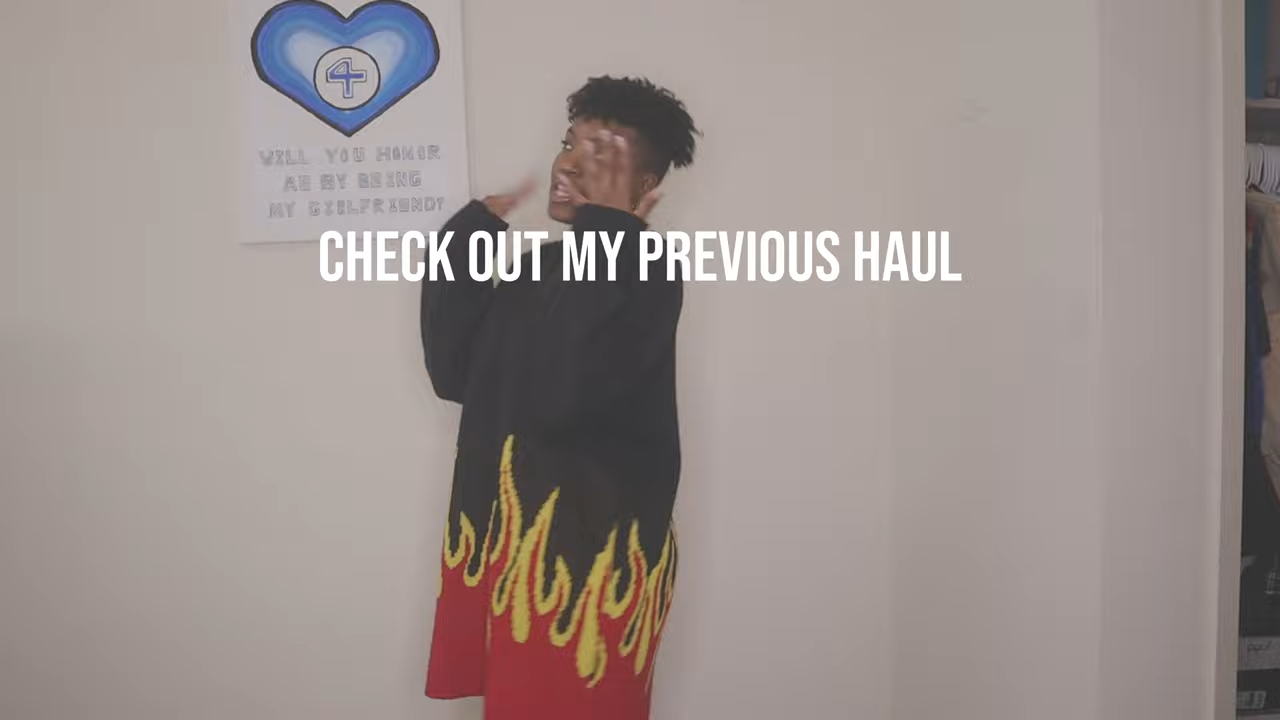 4
WILL YOU HONOR
ME BY BEING
MY GIRLFRIEND?
CHECK OUT MY PREVIOUS HAUL